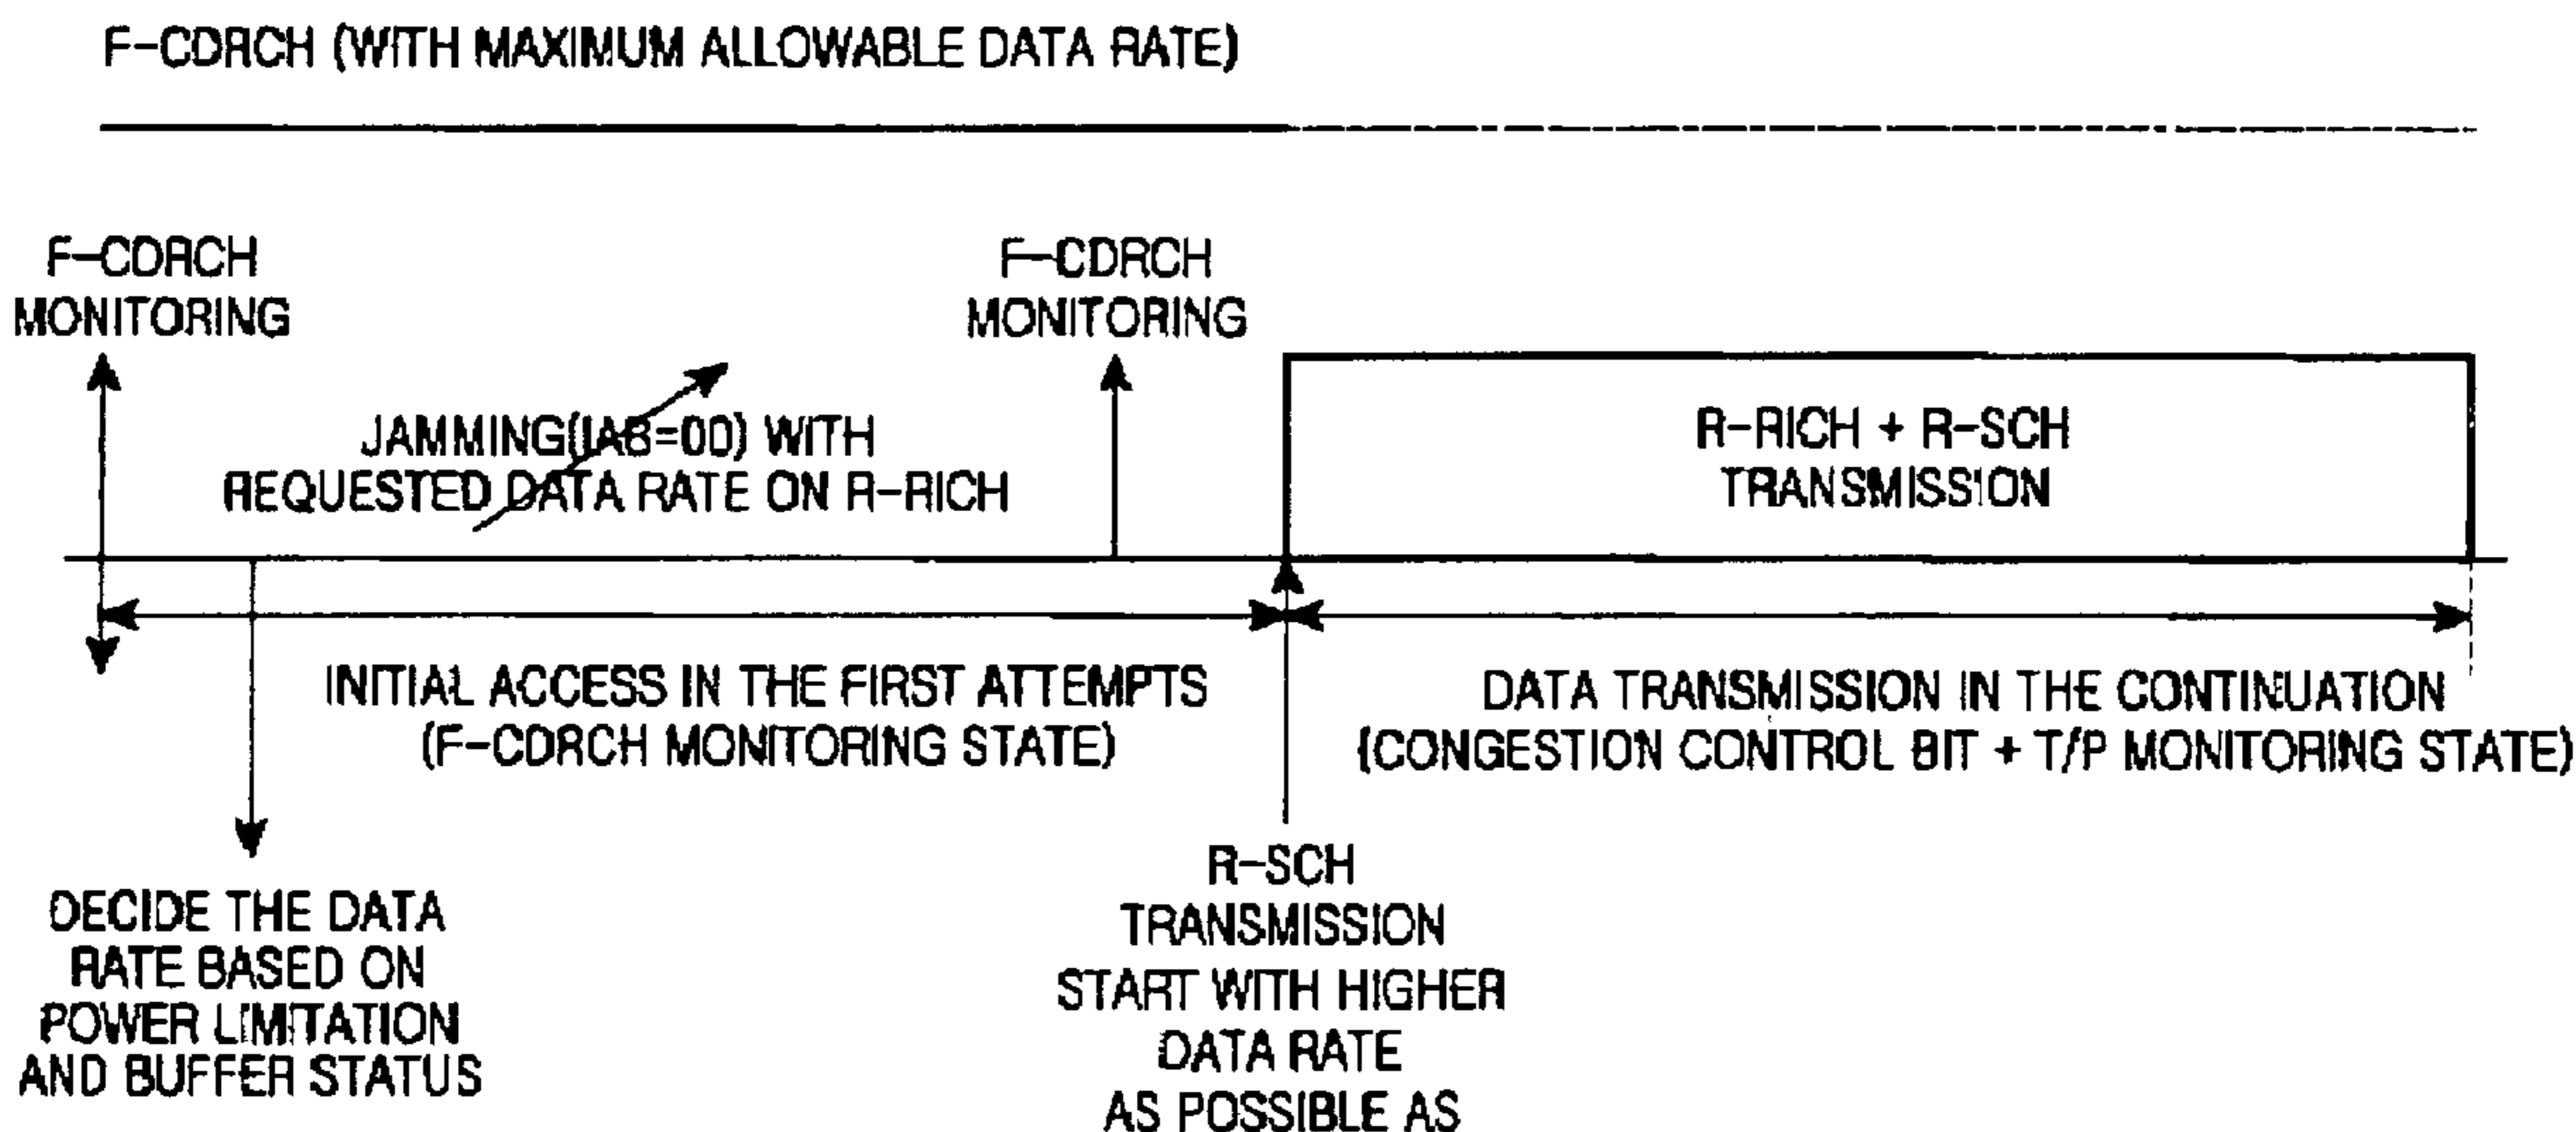 F-CDRCH (WITH MAXIMUM ALLOWABLE DATA RATE)
F-CDRCH
MONITORING
F-CDRCH
MONITORING
JAMMING(IAB=00) WITH
REQUESTED DATA RATE ON R-RICH
R-RICH + R-SCH
TRANSMISSION
INITIAL ACCESS IN THE FIRST ATTEMPTS
(F-CDRCH MONITORING STATE)
DATA TRANSMISSION IN THE CONTINUATION
(CONGESTION CONTROL BIT + T/P MONITORING STATE)
DECIDE THE DATA
RATE BASED ON
POWER LIMITATION
AND BUFFER STATUS
R-SCH
TRANSMISSION
START WITH HIGHER
DATA RATE
AS POSSIBLE AS